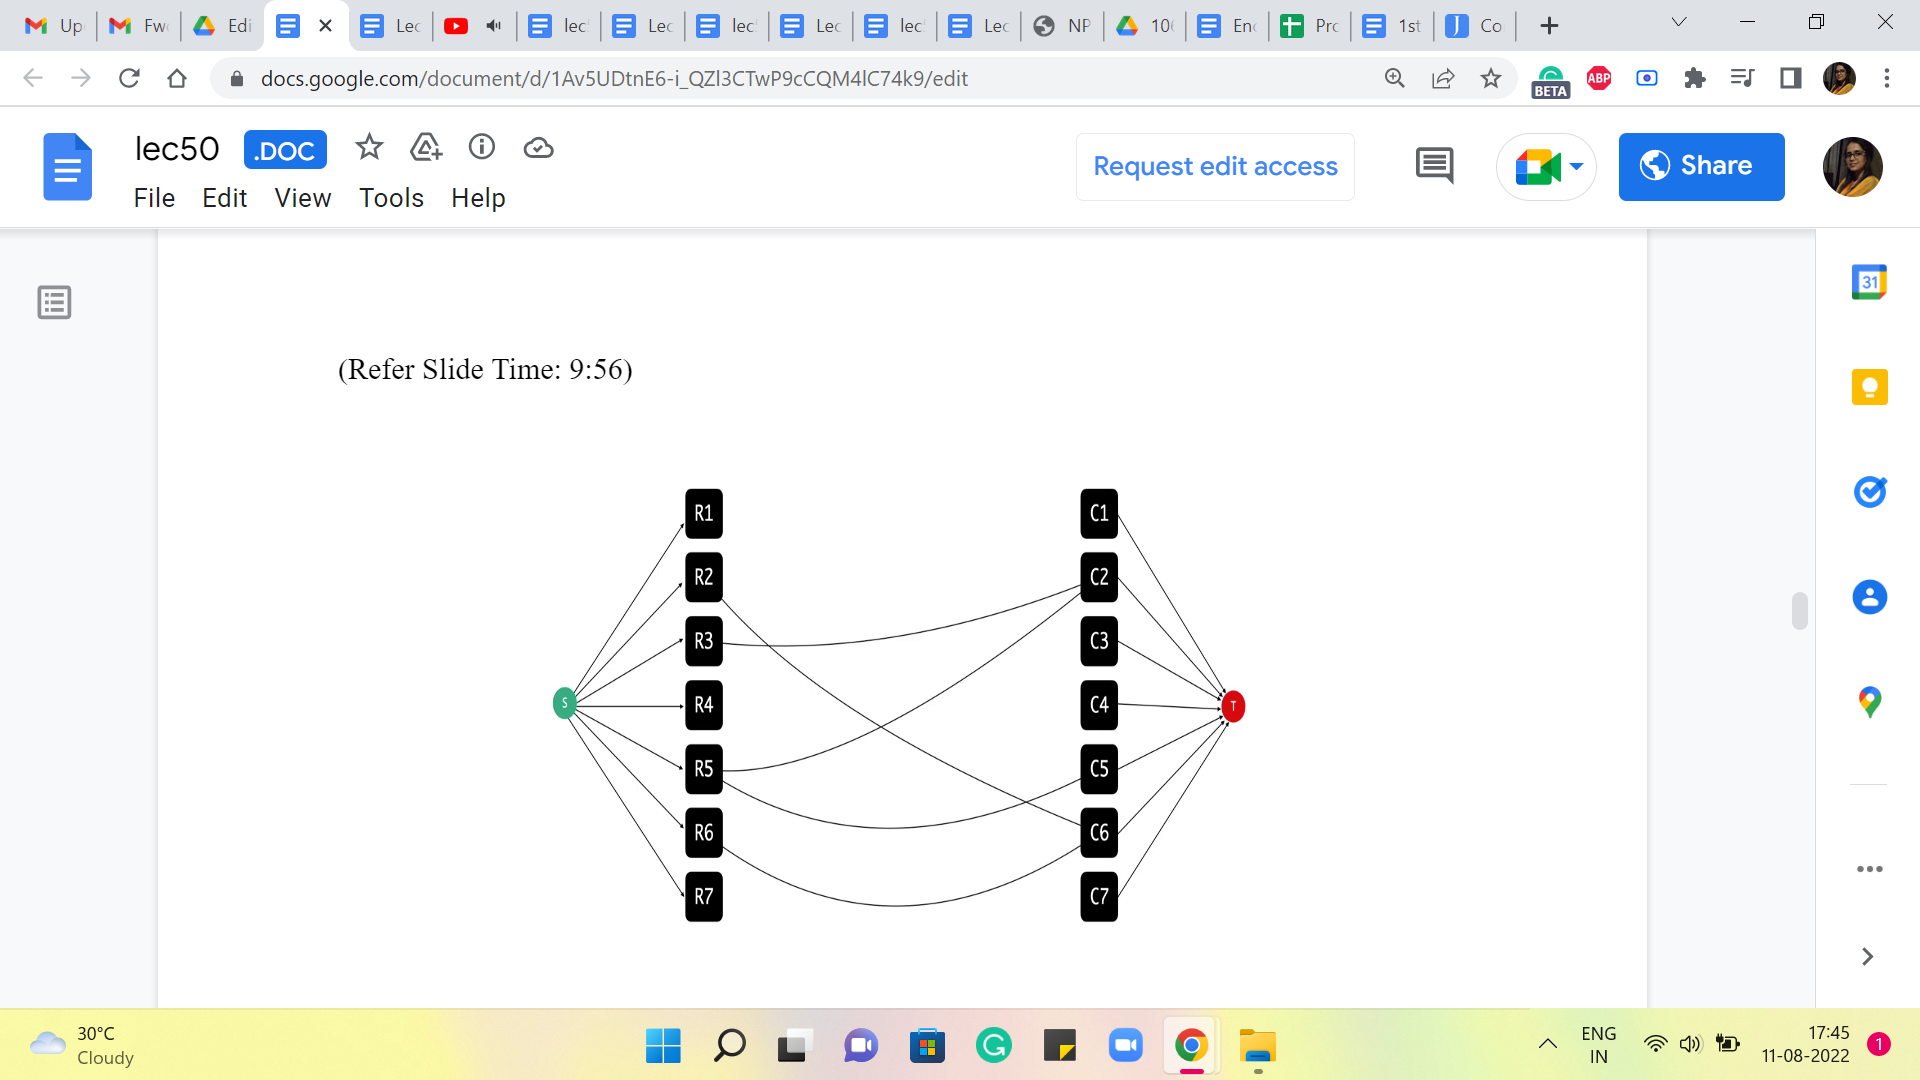 Up
Fwd
Edi
Lec
lec
Lec
lec
Lec
lec
Lec
NP
10
Enc
Pro
1st
Co
docs.google.com/document/d/1Av5UDtnE6-i_QZl3CTwP9cCQM4lC74k9/edit
BETA
ABP
lec50 .DOC
Request edit access
Share
File Edit View Tools Help
31
(Refer Slide Time: 9:56)
R1 C1
R2 C2
R3 C3
S R4 C4 T
R5 C5
R6 C6
R7 C7
30°C
Cloudy
ENG
IN
17:45
11-08-2022
1